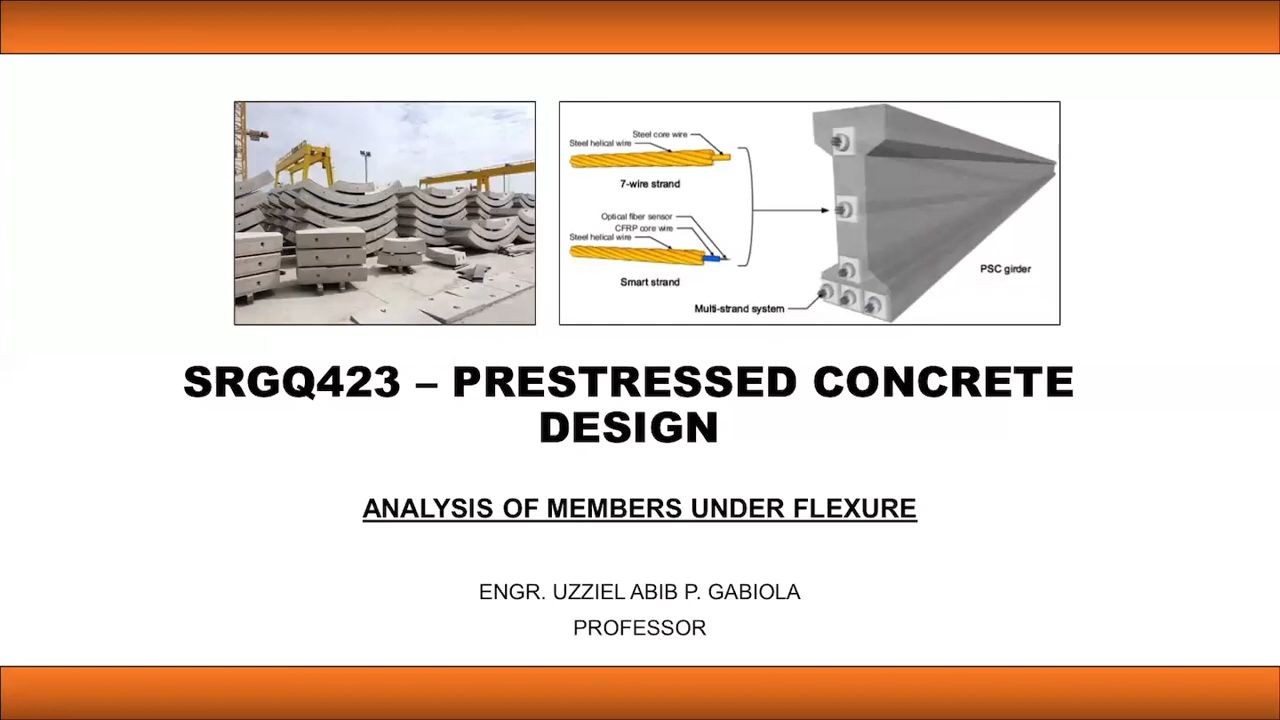 Steel core wire
Steel helical wire
7-wire strand
Optical fiber sensor
CFRP core wire
Steel helical wire
Smart strand
Multi-strand system
PSC girder
SRGQ423 – PRESTRESSED CONCRETE
DESIGN
ANALYSIS OF MEMBERS UNDER FLEXURE
ENGR. UZZIEL ABIB P. GABIOLA
PROFESSOR